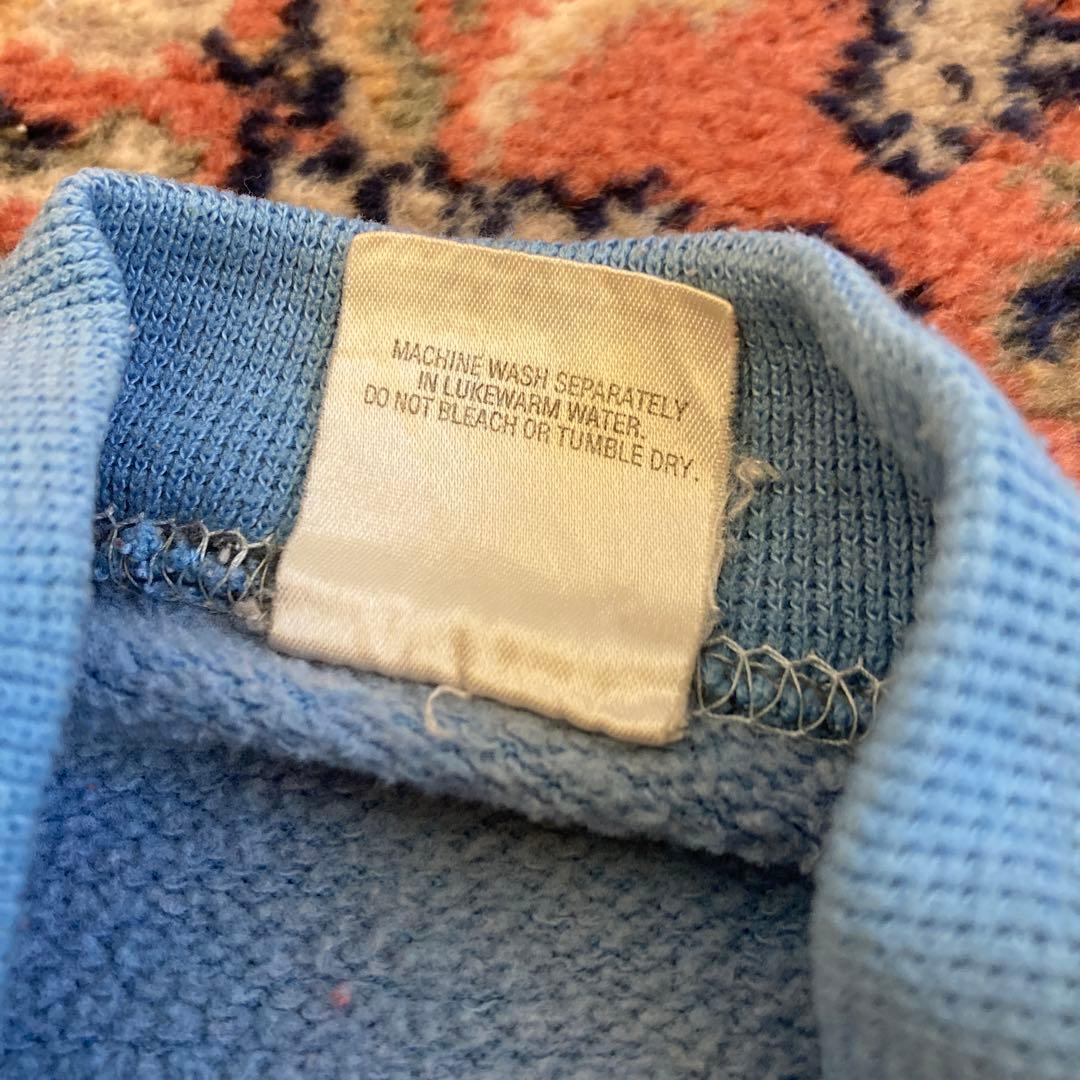 MACHINE WASH SEPARATELY
IN LUKEWARM WATER.
DO NOT BLEACH OR TUMBLE DRY.